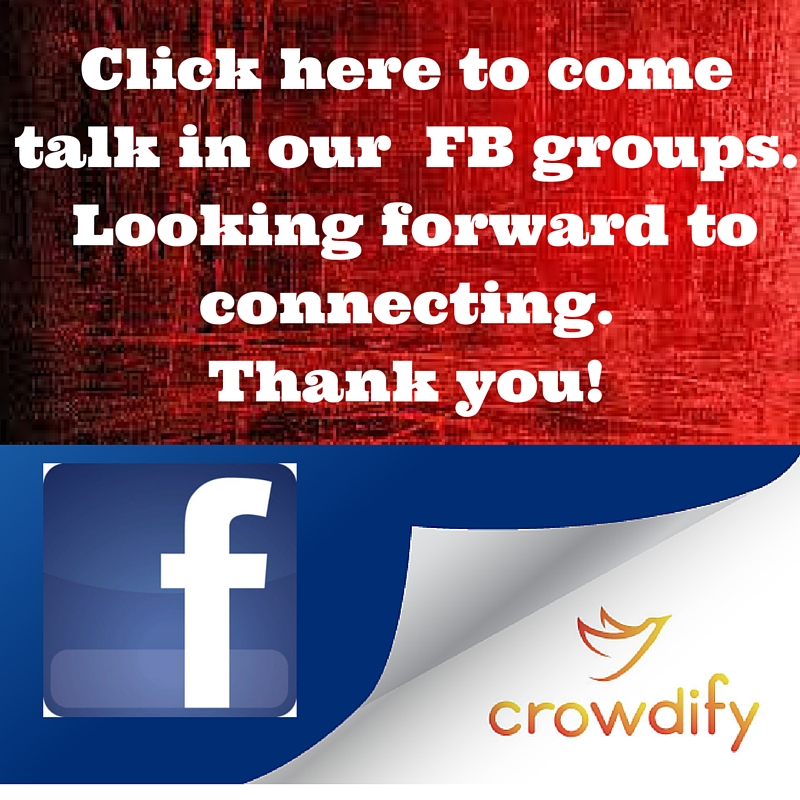 Click here to come
talk in our FB groups.
Looking forward to
connecting.
Thank you!
f
crowdify